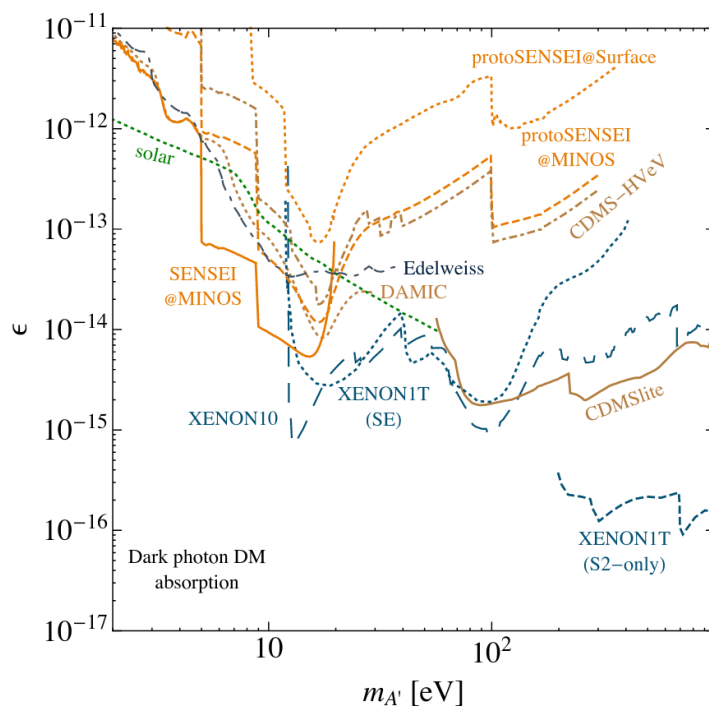 10⁻¹¹
10⁻¹²
10⁻¹³
10⁻¹⁴
10⁻¹⁵
10⁻¹⁶
10⁻¹⁷
ϵ
protoSENSEI@Surface
protoSENSEI
@MINOS
CDMS-HVeV
solar
SENSEI
@MINOS
Edelweiss
DAMIC
XENON10
XENON1T
(SE)
CDMSlite
XENON1T
(S2-only)
Dark photon DM
absorption
10
10²
m_A' [eV]